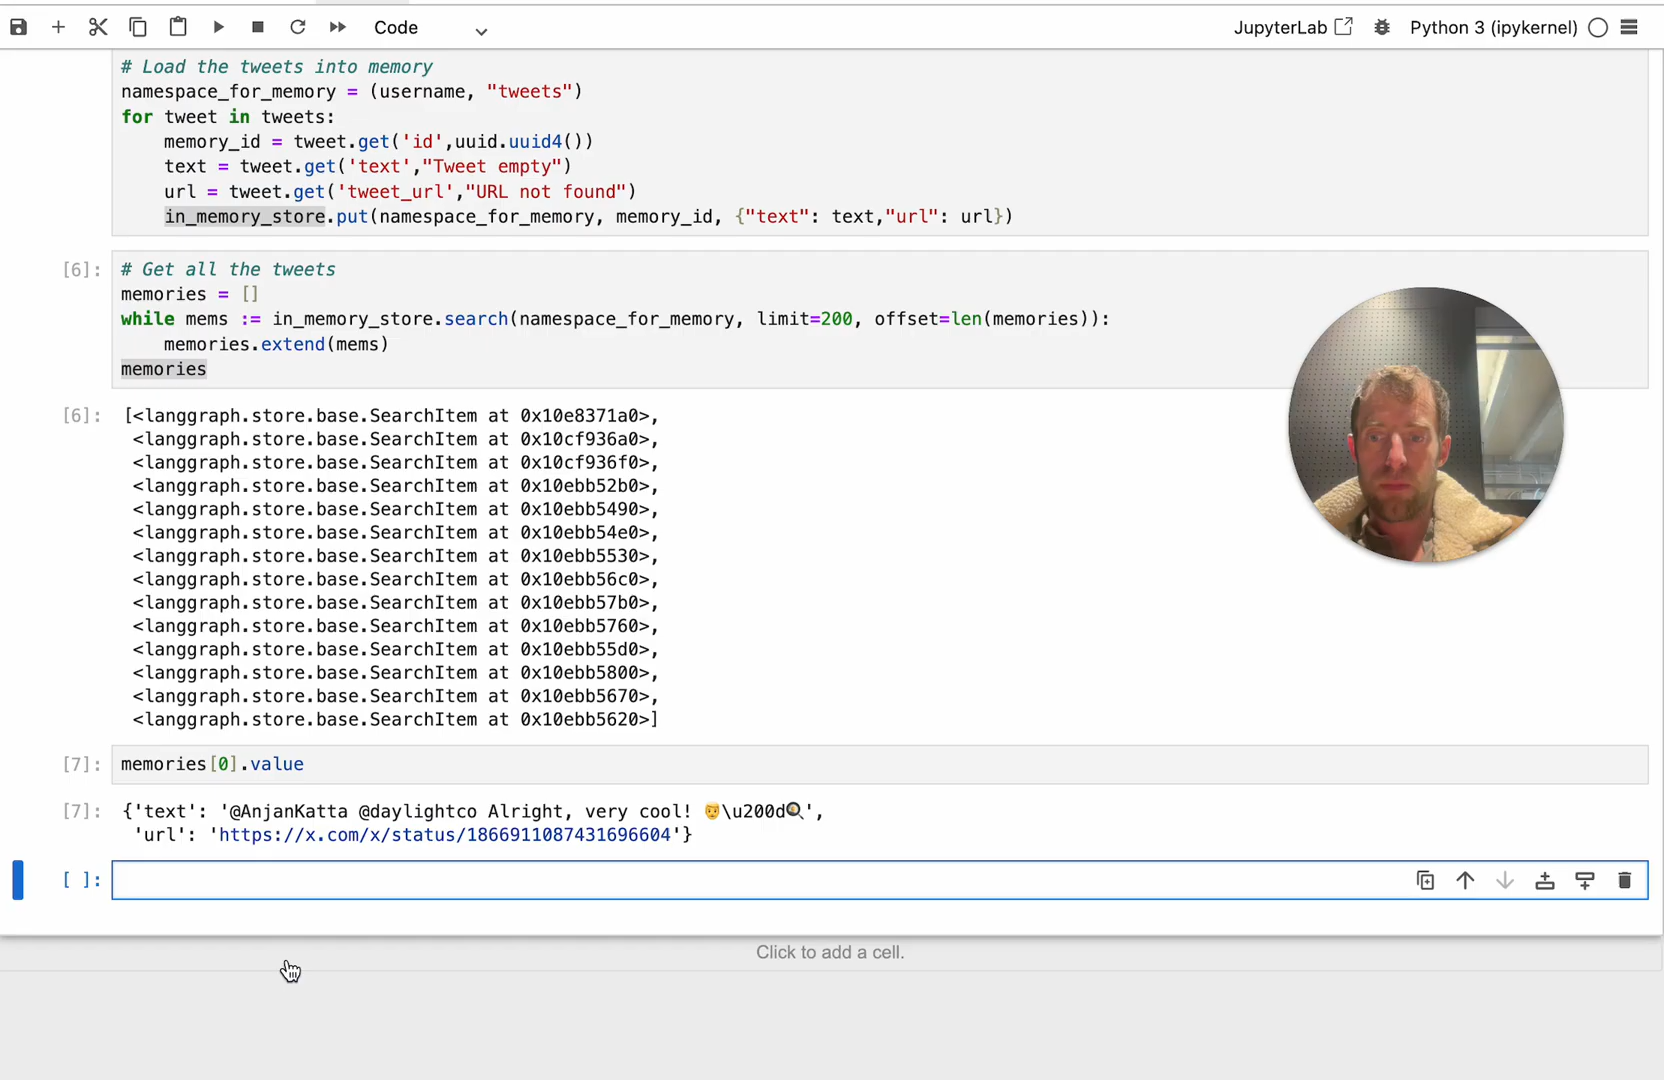 Code
JupyterLab
Python 3 (ipykernel)
# Load the tweets into memory
namespace_for_memory = (username, "tweets")
for tweet in tweets:
    memory_id = tweet.get('id',uuid.uuid4())
    text = tweet.get('text',"Tweet empty")
    url = tweet.get('tweet_url',"URL not found")
    in_memory_store.put(namespace_for_memory, memory_id, {"text": text,"url": url})
[6]: # Get all the tweets
memories = []
while mems := in_memory_store.search(namespace_for_memory, limit=200, offset=len(memories)):
    memories.extend(mems)
memories
[6]: [<langgraph.store.base.SearchItem at 0x10e8371a0>,
<langgraph.store.base.SearchItem at 0x10cf936a0>,
<langgraph.store.base.SearchItem at 0x10cf936f0>,
<langgraph.store.base.SearchItem at 0x10ebb52b0>,
<langgraph.store.base.SearchItem at 0x10ebb5490>,
<langgraph.store.base.SearchItem at 0x10ebb54e0>,
<langgraph.store.base.SearchItem at 0x10ebb5530>,
<langgraph.store.base.SearchItem at 0x10ebb56c0>,
<langgraph.store.base.SearchItem at 0x10ebb57b0>,
<langgraph.store.base.SearchItem at 0x10ebb5760>,
<langgraph.store.base.SearchItem at 0x10ebb55d0>,
<langgraph.store.base.SearchItem at 0x10ebb5800>,
<langgraph.store.base.SearchItem at 0x10ebb5670>,
<langgraph.store.base.SearchItem at 0x10ebb5620>]
[7]: memories[0].value
[7]: {'text': '@AnjanKatta @daylightco Alright, very cool! 👨\u200d🍳',
'url': 'https://x.com/x/status/1866911087431696604'}
[ ]:
Click to add a cell.